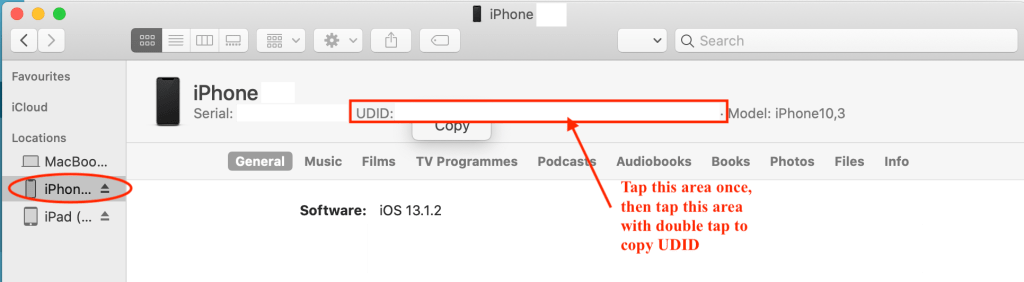 iPhone
Search
Favourites
iCloud
Locations
MacBoo...
iPhon...
iPad (...
iPhone
Serial: UDID: Model: iPhone10,3
Copy
General Music Films TV Programmes Podcasts Audiobooks Books Photos Files Info
Software: iOS 13.1.2
Tap this area once,
then tap this area
with double tap to
copy UDID